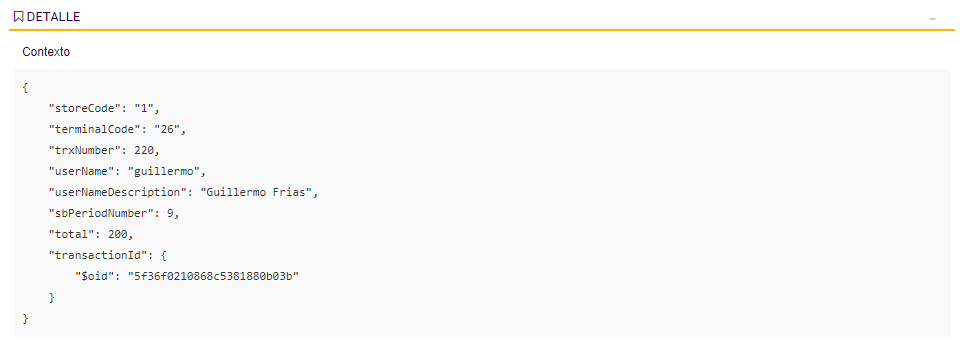 DETALLE
Contexto
{
    "storeCode": "1",
    "terminalCode": "26",
    "trxNumber": 220,
    "userName": "guillermo",
    "userNameDescription": "Guillermo Frias",
    "sbPeriodNumber": 9,
    "total": 200,
    "transactionId": {
        "$oid": "5f36f0210868c5381880b03b"
    }
}